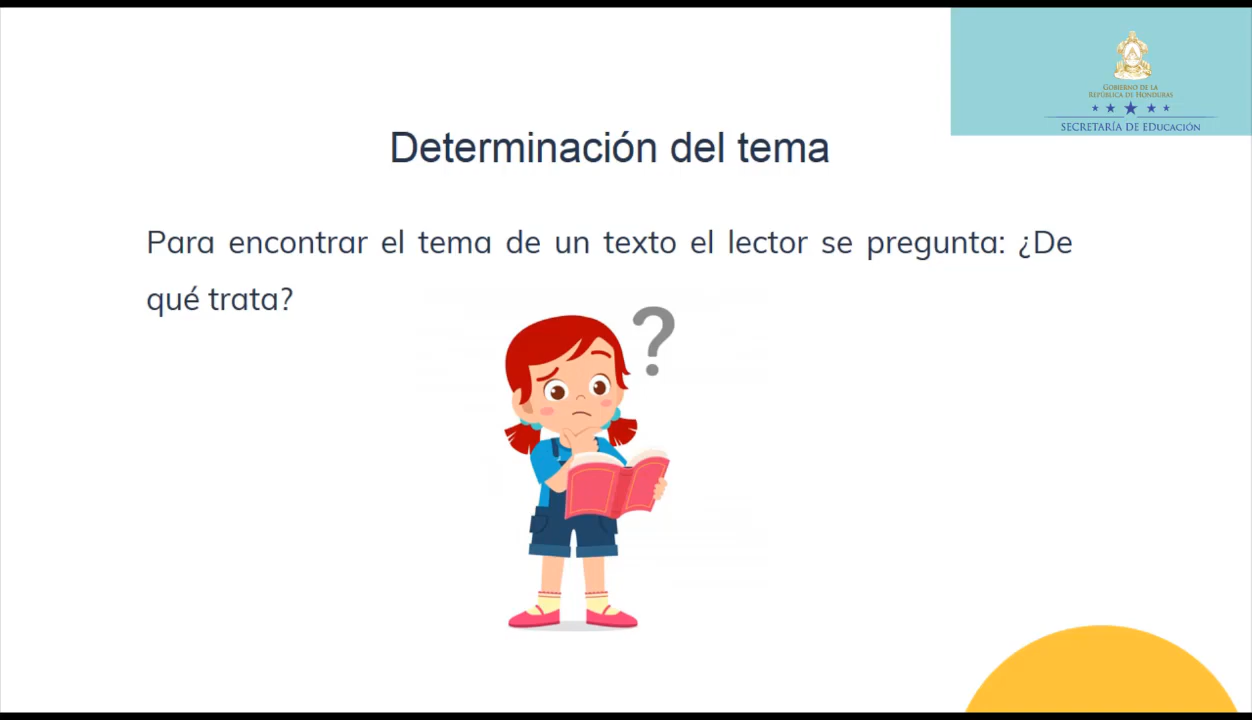 GOBIERNO DE LA
REPÚBLICA DE HONDURAS
SECRETARÍA DE EDUCACIÓN
Determinación del tema
Para encontrar el tema de un texto el lector se pregunta: ¿De
qué trata?
?